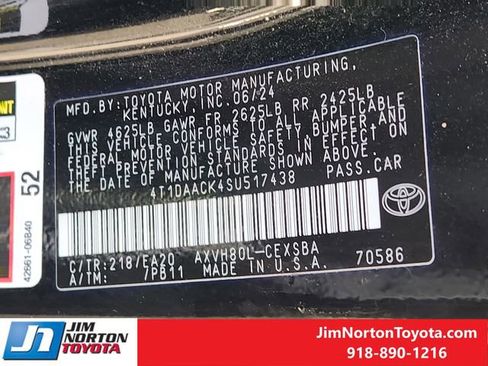 MFD.BY:TOYOTA MOTOR MANUFACTURING,
KENTUCKY, INC. 06/24
GVWR 4625LB GAWR FR 2625LB RR 2425LB
THIS VEHICLE CONFORMS TO ALL APPLICABLE
FEDERAL MOTOR VEHICLE SAFETY, BUMPER AND
THEFT PREVENTION STANDARDS IN EFFECT ON
THE DATE OF MANUFACTURE SHOWN ABOVE.
4T1DAACK4SU517438 PASS.CAR
C/TR:218/EA20 AXVH80L-CEXSBA
A/TM: 7PB11 MADE IN U.S.A. 70586
52
42661-06B40
JIM
NORTON
TOYOTA
JimNortonToyota.com
918-890-1216